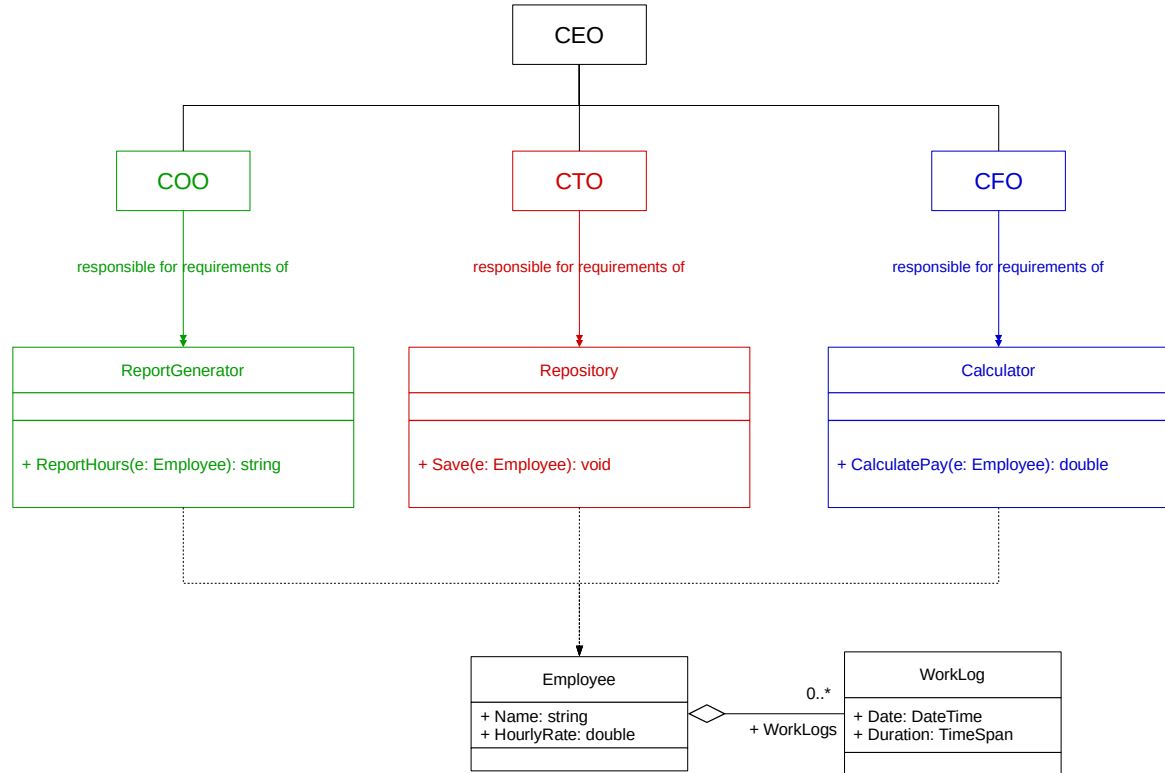 CEO
COO
CTO
CFO
responsible for requirements of
responsible for requirements of
responsible for requirements of
ReportGenerator
+ ReportHours(e: Employee): string
Repository
+ Save(e: Employee): void
Calculator
+ CalculatePay(e: Employee): double
Employee
+ Name: string
+ HourlyRate: double
0..*
+ WorkLogs
WorkLog
+ Date: DateTime
+ Duration: TimeSpan